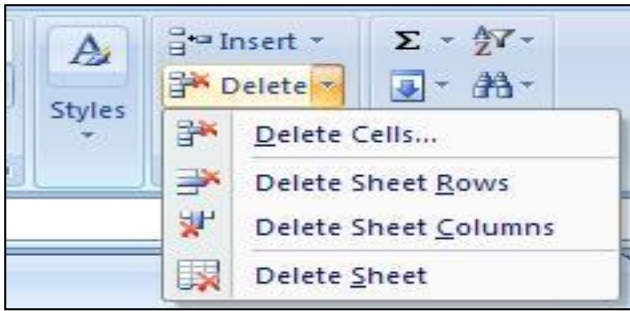 Insert
Σ
A
Z
Delete
Styles
Delete Cells...
Delete Sheet Rows
Delete Sheet Columns
Delete Sheet